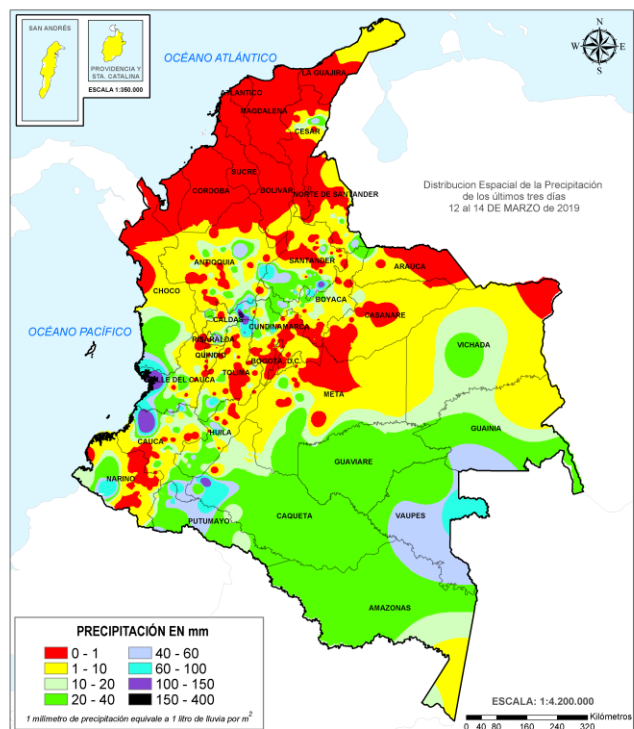 SAN ANDRÉS
PROVIDENCIA Y
STA. CATALINA
ESCALA 1:350.000
OCÉANO ATLÁNTICO
N
W
E
S
LA GUAJIRA
ATLANTICO
MAGDALENA
CESAR
SUCRE
CORDOBA
BOLIVAR
NORTE DE SANTANDER
Distribucion Espacial de la Precipitación
de los últimos tres días
12 al 14 DE MARZO de 2019
ANTIOQUIA
SANTANDER
ARAUCA
CHOCO
BOYACA
CASANARE
OCÉANO PACÍFICO
CALDAS
CUNDINAMARCA
RISARALDA
VICHADA
QUINDIO
BOGOTA, D.C.
VALLE DEL CAUCA
TOLIMA
META
HUILA
CAUCA
GUAINIA
GUAVIARE
NARIÑO
PUTUMAYO
CAQUETA
VAUPES
AMAZONAS
PRECIPITACIÓN EN mm
0 - 1
40 - 60
1 - 10
60 - 100
10 - 20
100 - 150
20 - 40
150 - 400
1 milimetro de precipitación equivale a 1 litro de lluvia por m²
ESCALA: 1:4.200.000
Kilómetros
0 40 80 160 240 320